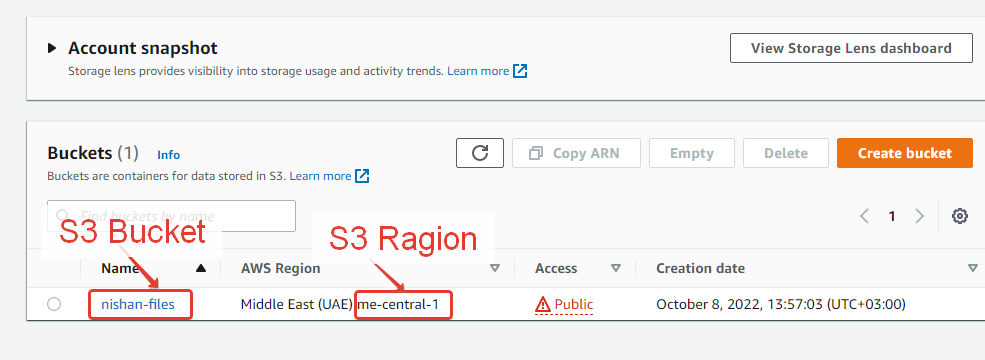 Account snapshot
View Storage Lens dashboard
Storage lens provides visibility into storage usage and activity trends. Learn more
Buckets (1) Info
Copy ARN
Empty
Delete
Create bucket
Buckets are containers for data stored in S3. Learn more
Find buckets by name
1
S3 Bucket
S3 Ragion
Name AWS Region Access Creation date
nishan-files Middle East (UAE) me-central-1 Public October 8, 2022, 13:57:03 (UTC+03:00)